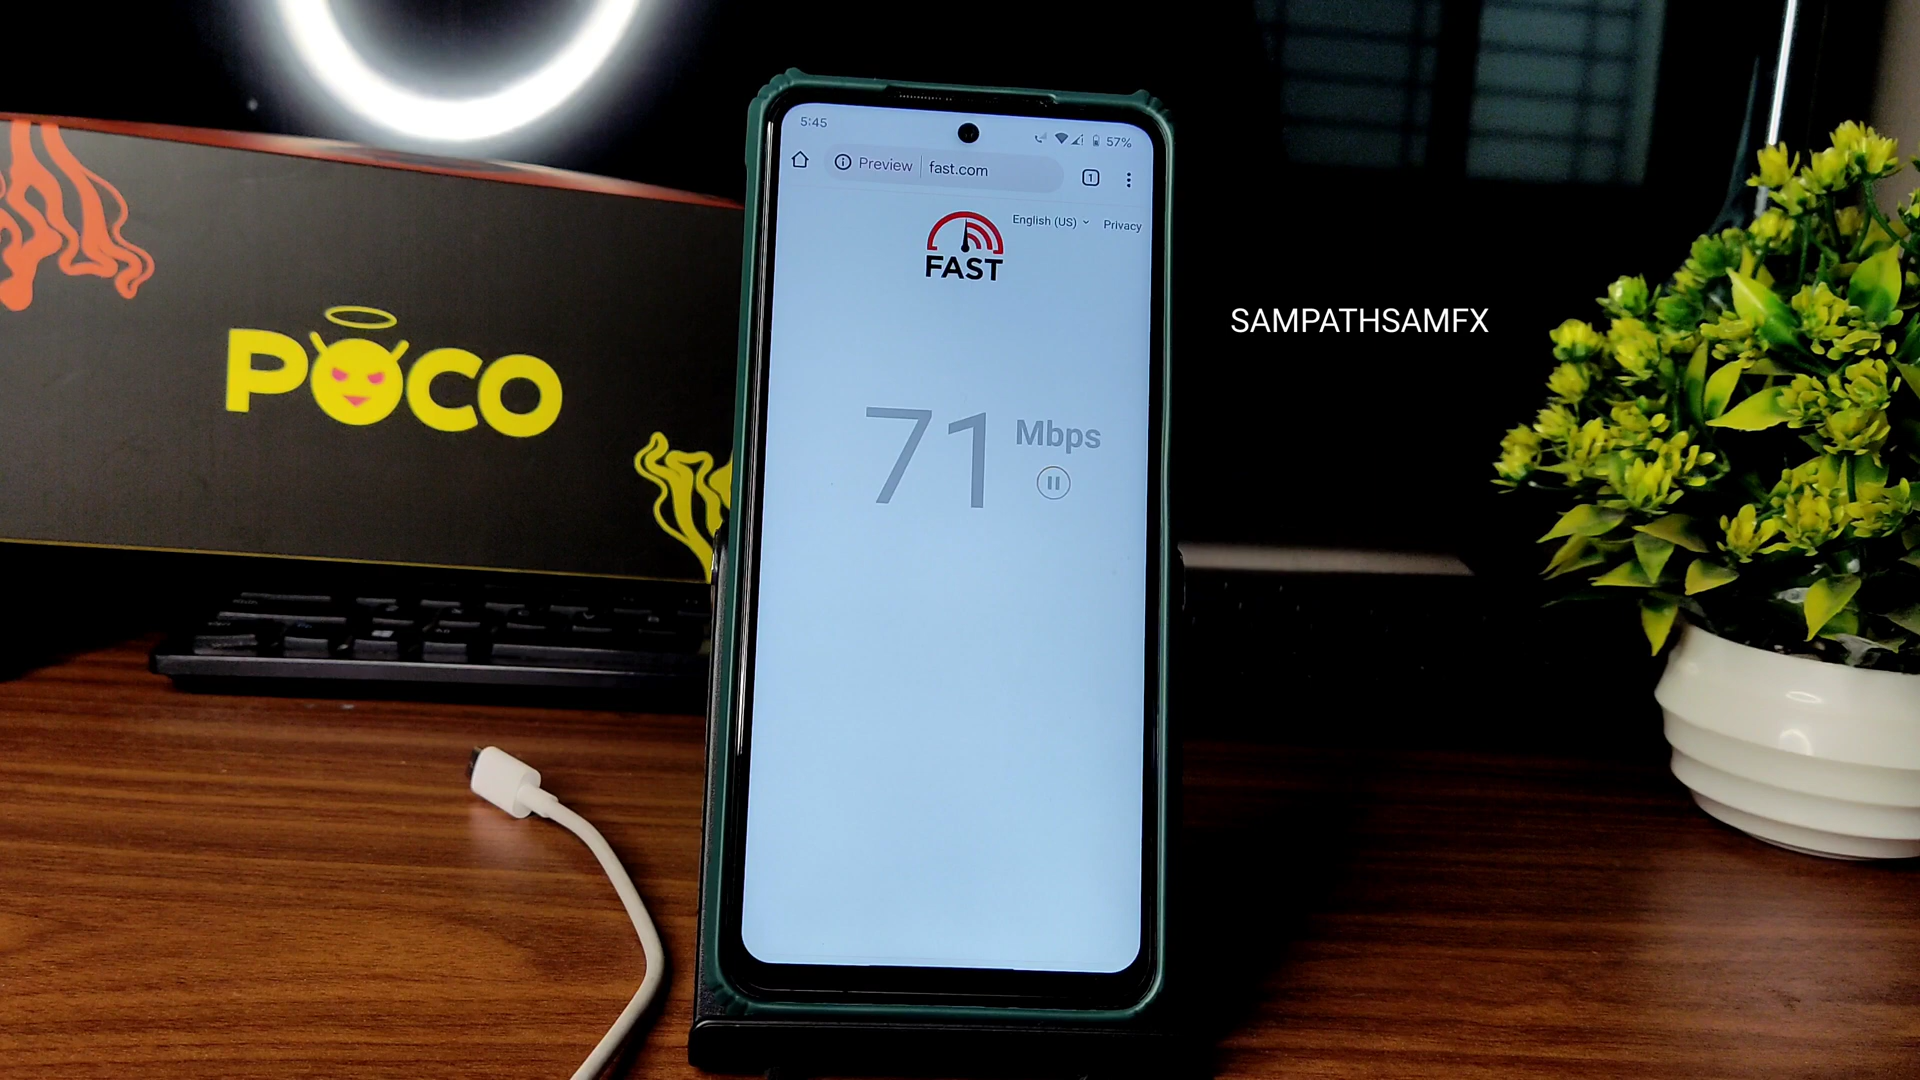 POCO
5:45
57%
Preview fast.com
1
English (US) Privacy
FAST
71 Mbps
SAMPATHSAMFX